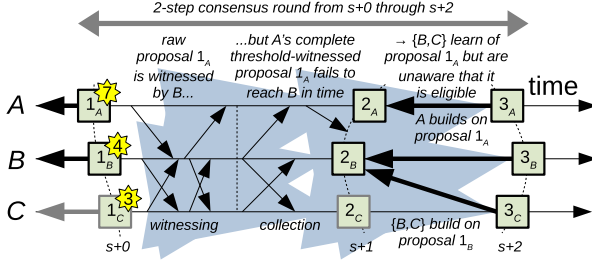 2-step consensus round from s+0 through s+2
raw
proposal 1A
is witnessed
by B...
...but A's complete
threshold-witnessed
proposal 1A fails to
reach B in time
→ {B,C} learn of
proposal 1A but are
unaware that it
is eligible
time
A
1A
7
2A
3A
A builds on
proposal 1A
B
1B
4
2B
3B
C
1C
3
2C
3C
witnessing
collection
{B,C} build on
proposal 1B
s+0
s+1
s+2